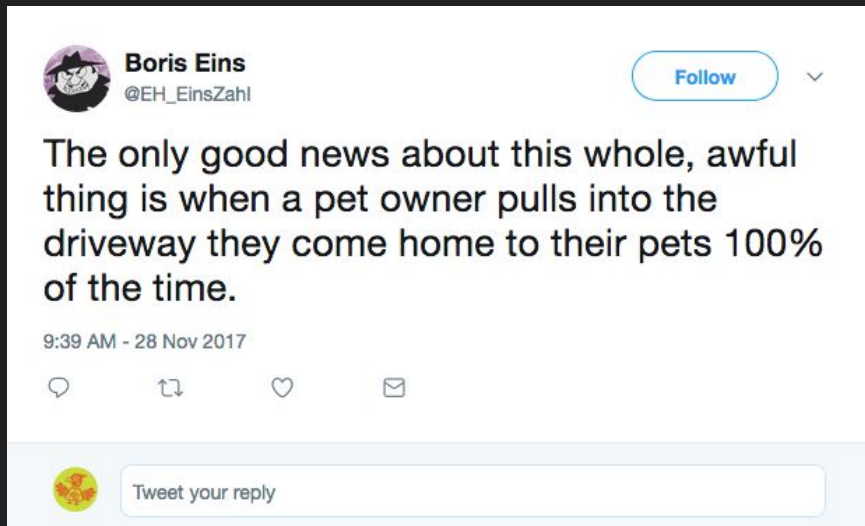 Boris Eins
@EH_EinsZahl
Follow
The only good news about this whole, awful
thing is when a pet owner pulls into the
driveway they come home to their pets 100%
of the time.
9:39 AM - 28 Nov 2017
Tweet your reply